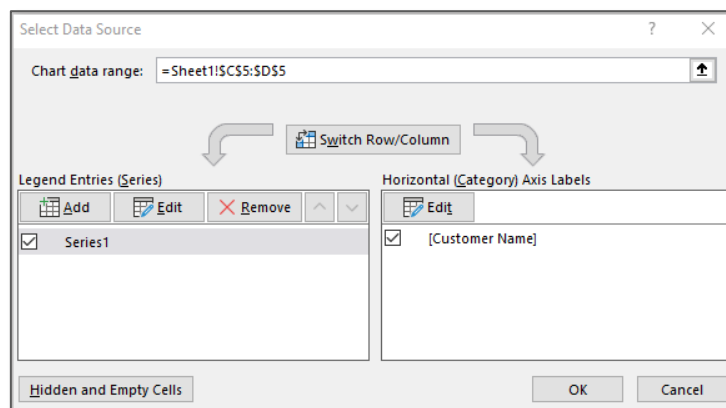 Select Data Source ? ×
Chart data range: =Sheet1!$C$5:$D$5
Switch Row/Column
Legend Entries (Series)
Add Edit Remove
Series1
Horizontal (Category) Axis Labels
Edit
[Customer Name]
Hidden and Empty Cells
OK Cancel